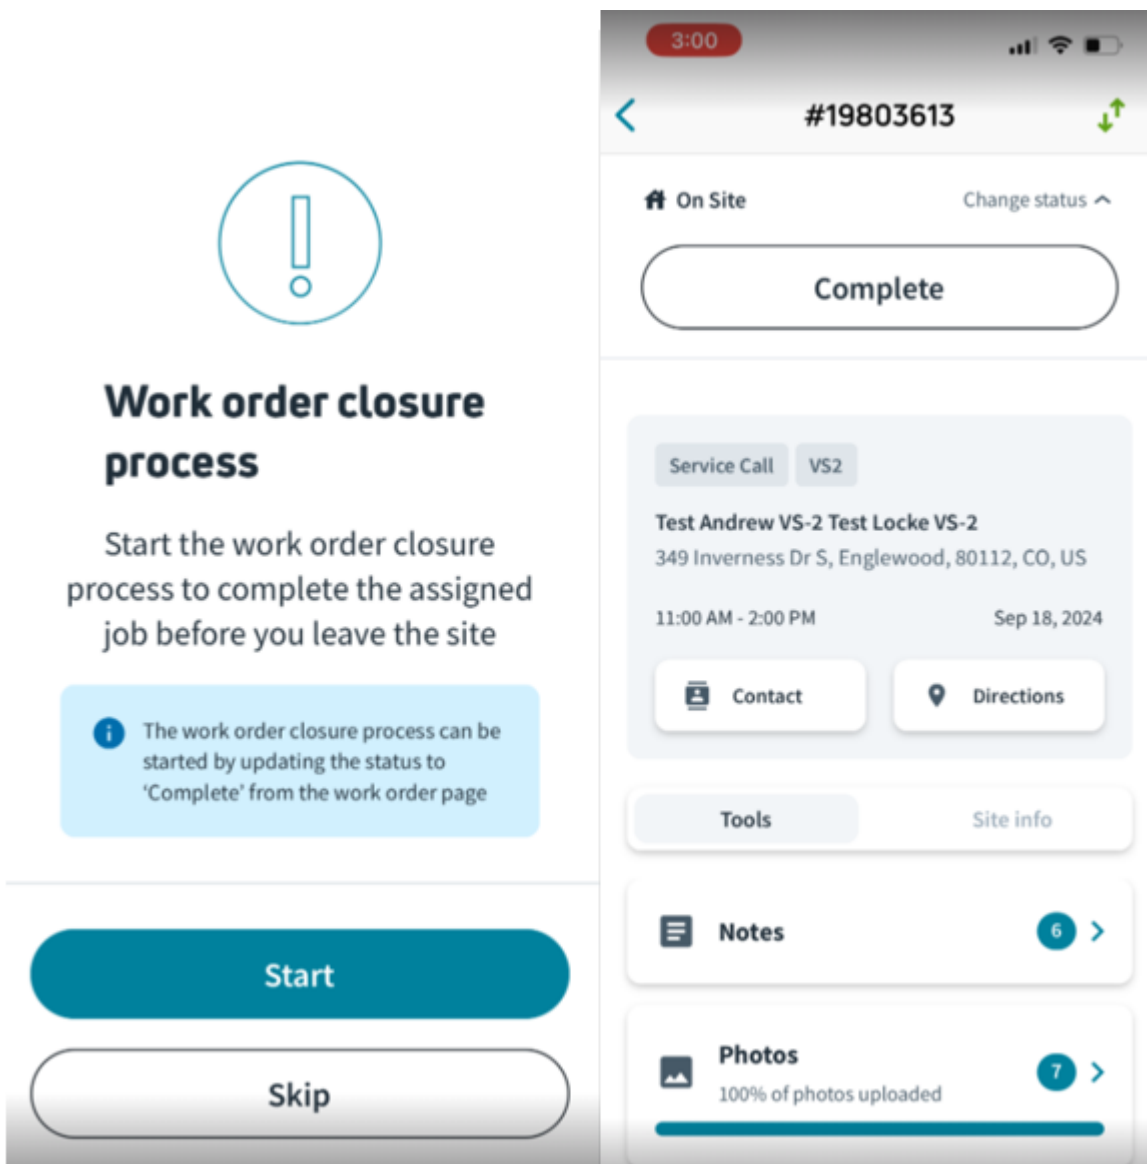 Work order closure
process
Start the work order closure
process to complete the assigned
job before you leave the site
The work order closure process can be
started by updating the status to
‘Complete’ from the work order page
Start
Skip
3:00
#19803613
On Site
Change status
Complete
Service Call
VS2
Test Andrew VS-2 Test Locke VS-2
349 Inverness Dr S, Englewood, 80112, CO, US
11:00 AM - 2:00 PM
Sep 18, 2024
Contact
Directions
Tools
Site info
Notes
6
Photos
7
100% of photos uploaded